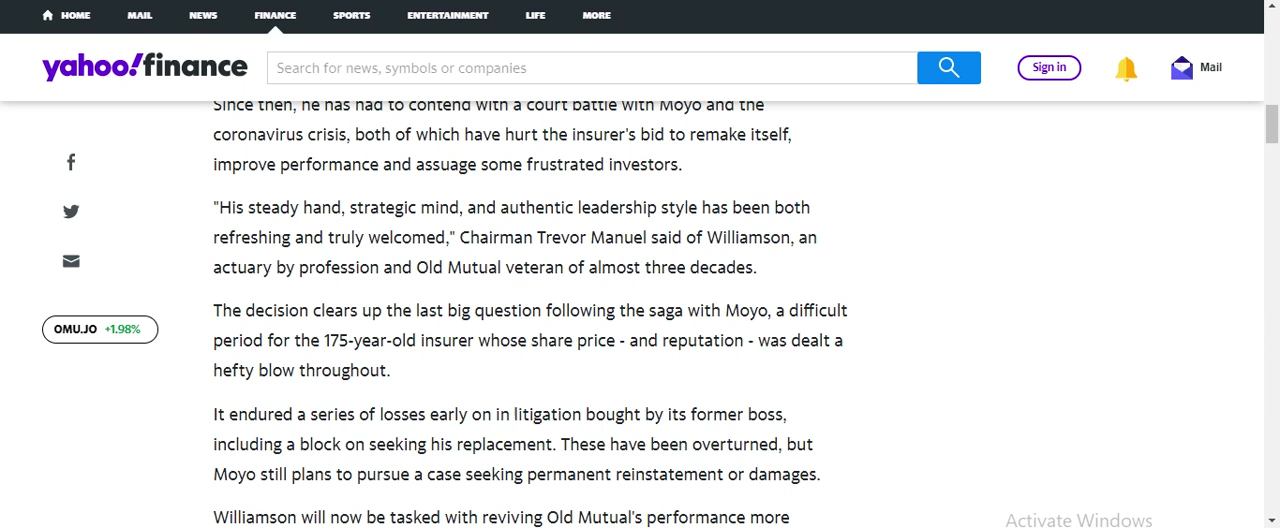 HOME MAIL NEWS FINANCE SPORTS ENTERTAINMENT LIFE MORE
yahoo!finance Search for news, symbols or companies Sign in Mail
Since then, he has had to contend with a court battle with Moyo and the
coronavirus crisis, both of which have hurt the insurer's bid to remake itself,
improve performance and assuage some frustrated investors.
"His steady hand, strategic mind, and authentic leadership style has been both
refreshing and truly welcomed," Chairman Trevor Manuel said of Williamson, an
actuary by profession and Old Mutual veteran of almost three decades.
OMU.JO +1.98%
The decision clears up the last big question following the saga with Moyo, a difficult
period for the 175-year-old insurer whose share price - and reputation - was dealt a
hefty blow throughout.
It endured a series of losses early on in litigation bought by its former boss,
including a block on seeking his replacement. These have been overturned, but
Moyo still plans to pursue a case seeking permanent reinstatement or damages.
Williamson will now be tasked with reviving Old Mutual's performance more
Activate Windows